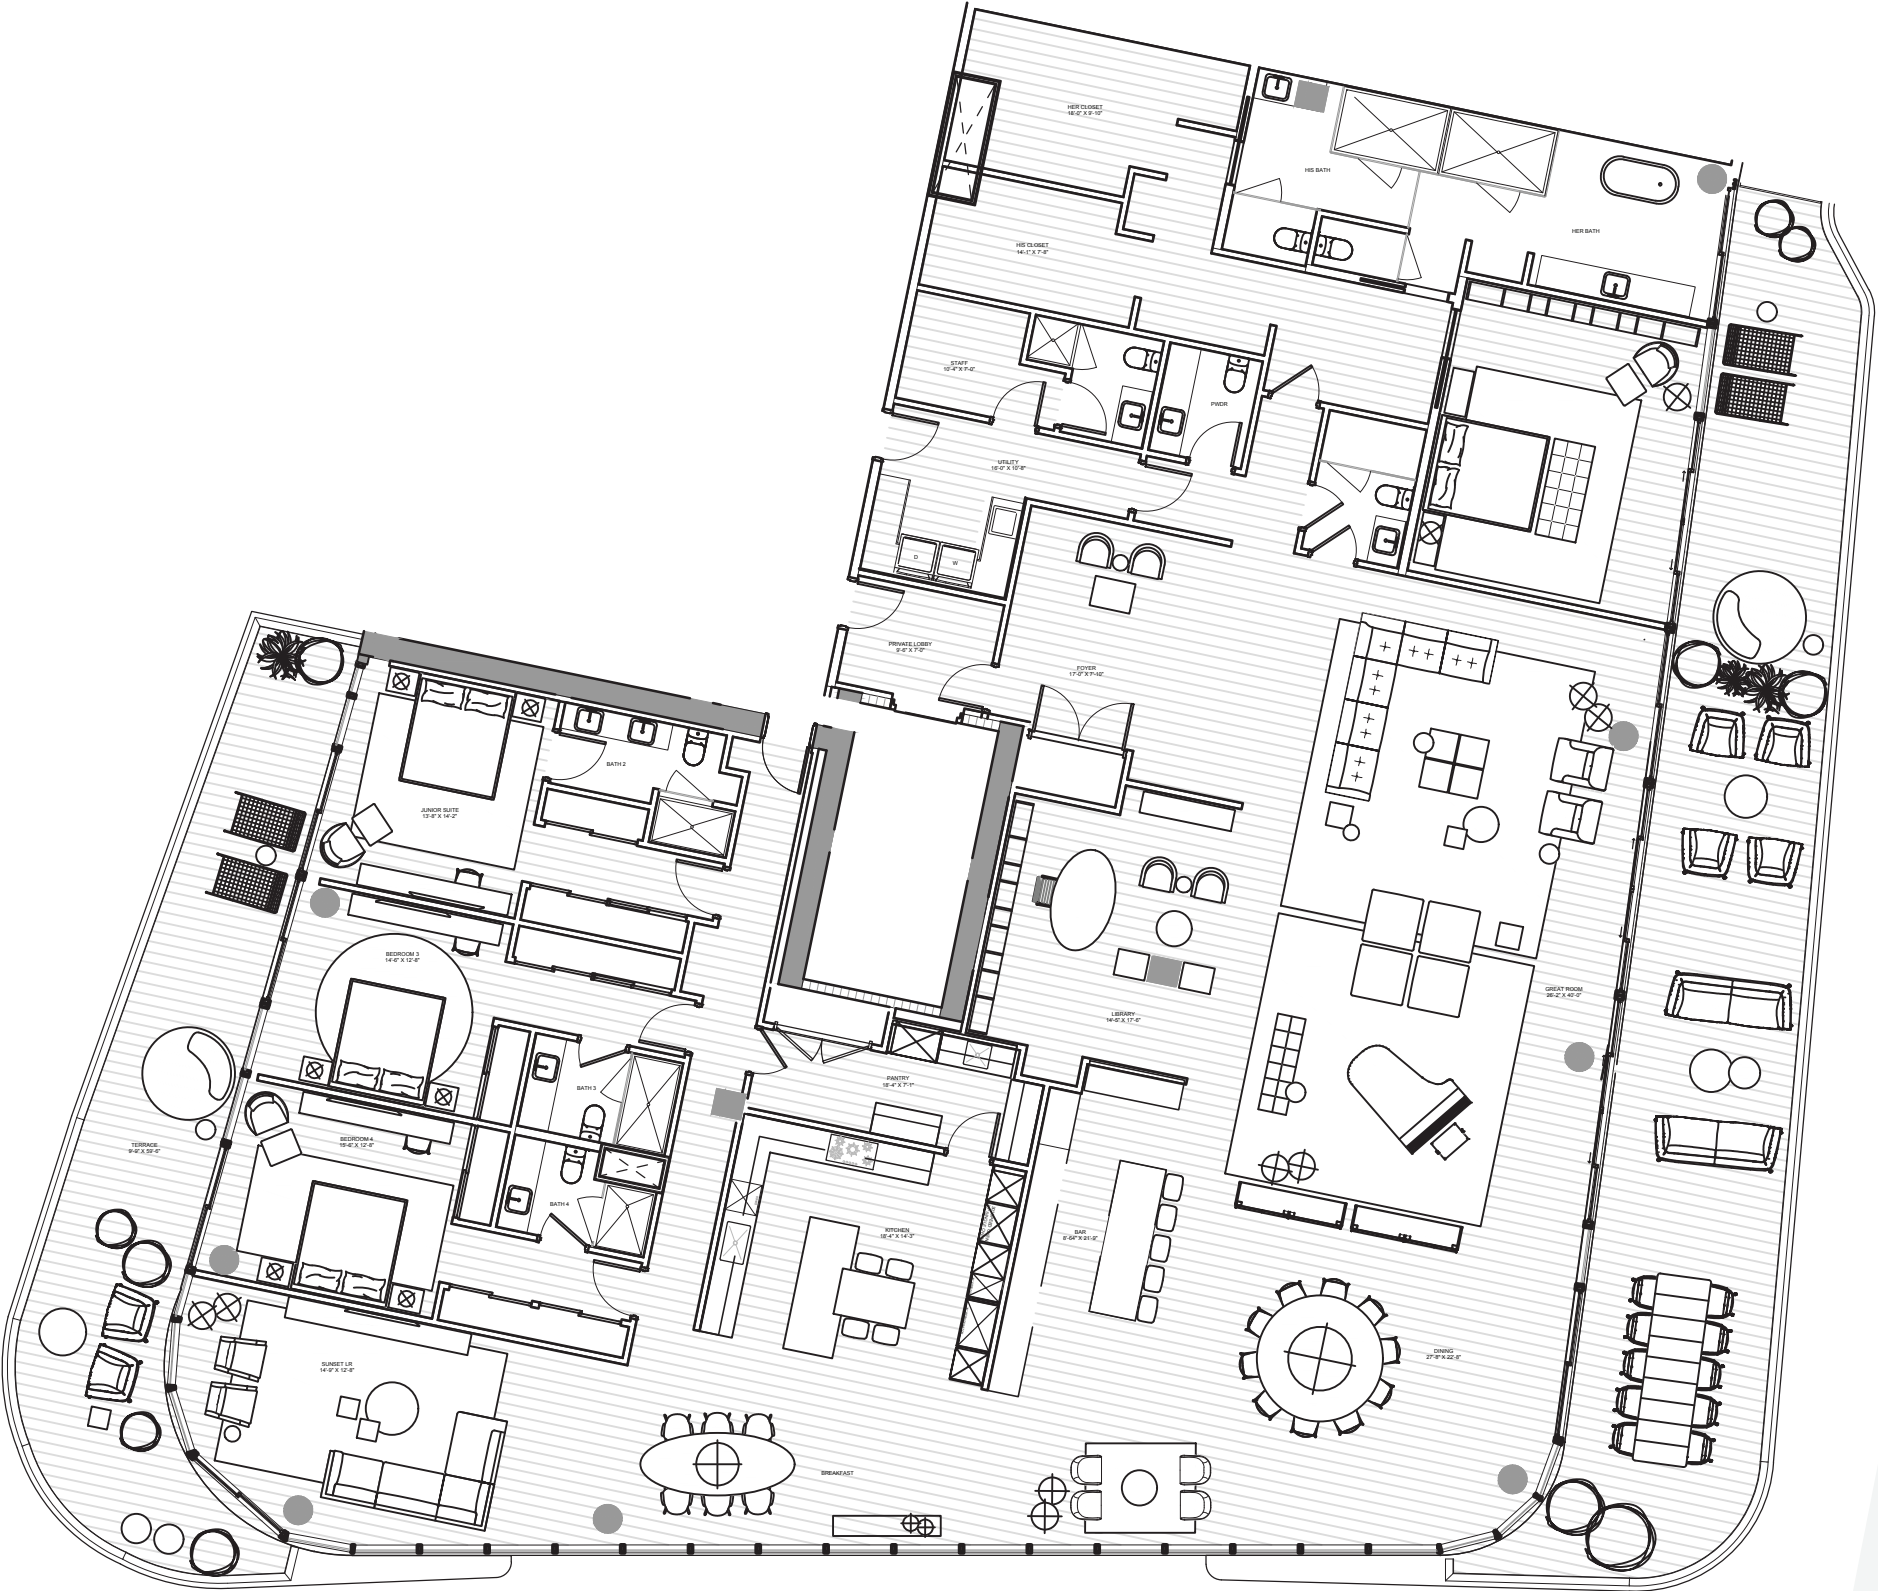 HER CLOSET
18'-0" X 9'-10"
HIS BATH
HER BATH
HIS CLOSET
14'-1" X 7'-8"
STAFF
10'-4" X 7'-0"
PWDR
UTILITY
16'-0" X 10'-8"
D
W
PRIVATE LOBBY
9'-6" X 7'-0"
FOYER
17'-0" X 7'-10"
BATH 2
JUNIOR SUITE
13'-8" X 14'-2"
BEDROOM 3
14'-6" X 12'-8"
GREAT ROOM
26'-2" X 40'-0"
LIBRARY
14'-5" X 17'-8"
PANTRY
18'-4" X 7'-1"
BATH 3
BEDROOM 4
15'-8" X 12'-8"
TERRACE
9'-9" X 59'-6"
BATH 4
KITCHEN
18'-4" X 14'-3"
BAR
8'-64" X 21'-9"
DINING
27'-8" X 22'-8"
SUNSET LR
14'-9" X 12'-8"
BREAKFAST